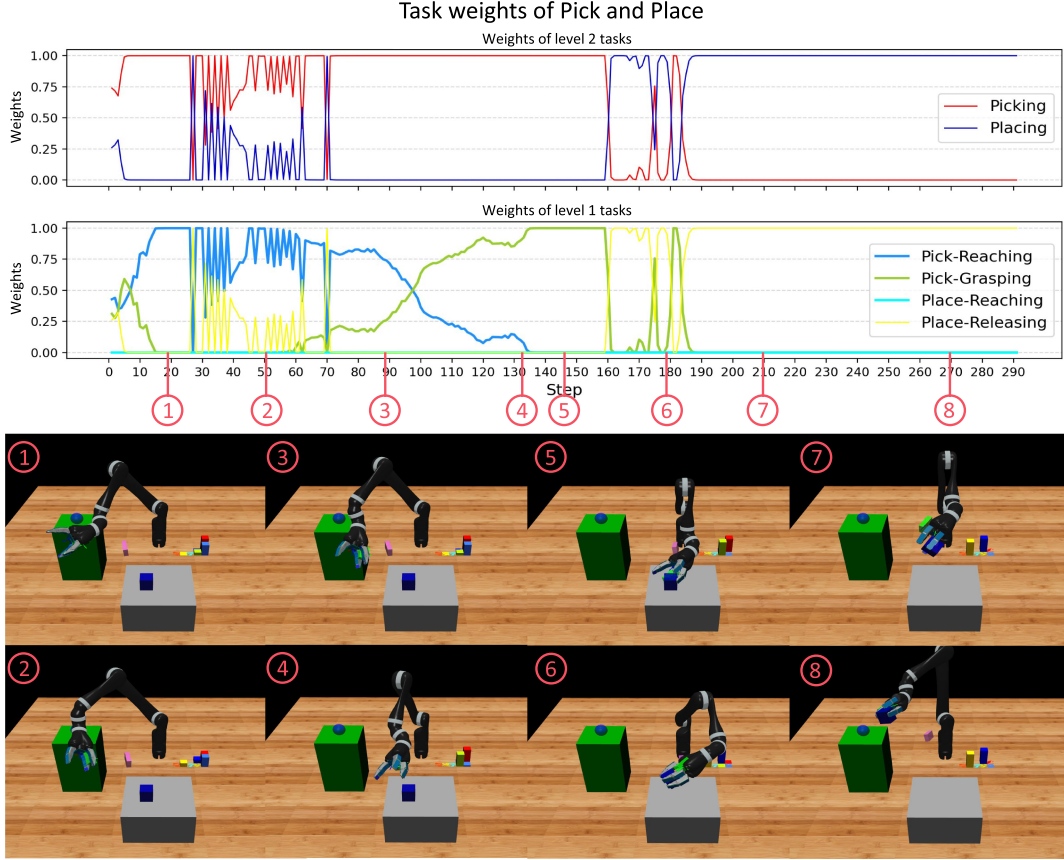 Task weights of Pick and Place
Weights of level 2 tasks
1.00
0.75
0.50
0.25
0.00
Weights
Picking
Placing
Weights of level 1 tasks
1.00
0.75
0.50
0.25
0.00
Weights
Pick-Reaching
Pick-Grasping
Place-Reaching
Place-Releasing
0 10 20 30 40 50 60 70 80 90 100 110 120 130 140 150 160 170 180 190 200 210 220 230 240 250 260 270 280 290
Step
1 2 3 4 5 6 7 8
1 3 5 7
2 4 6 8